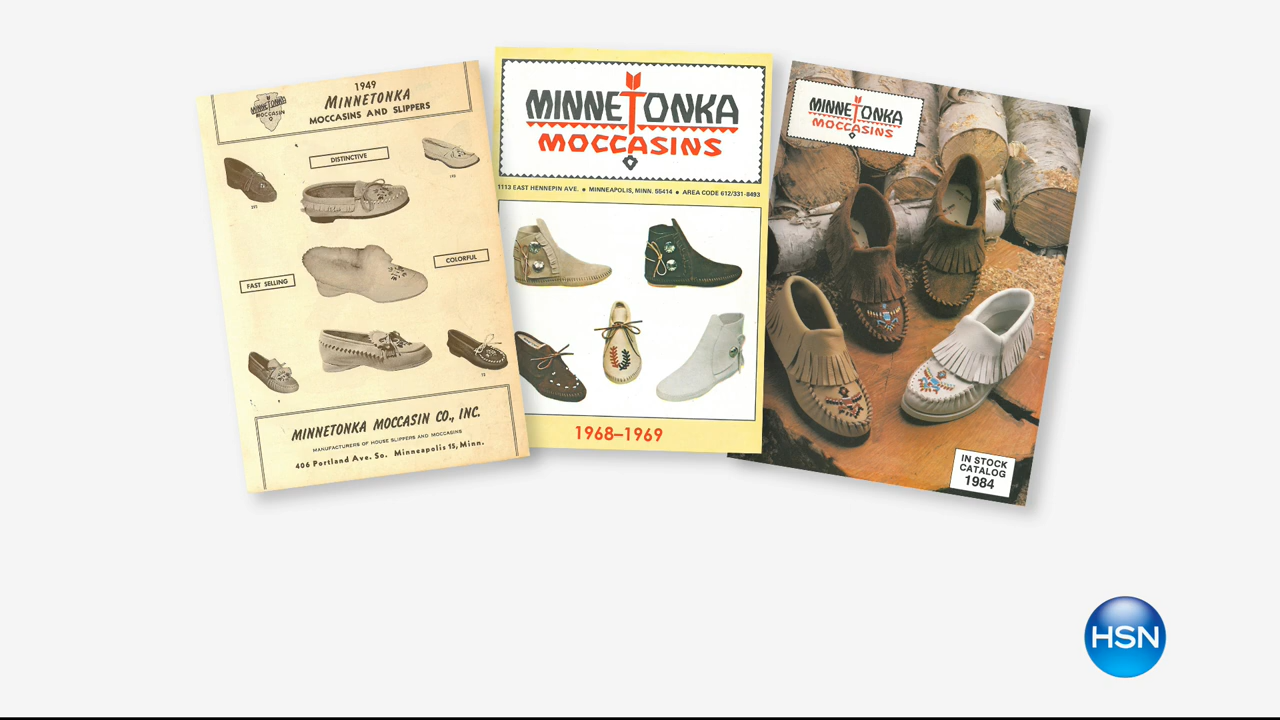 1949
MINNETONKA
MOCCASINS AND SLIPPERS
MINNETONKA
MOCCASIN
DISTINCTIVE
COLORFUL
FAST SELLING
MINNETONKA MOCCASIN CO., INC.
MANUFACTURERS OF HOUSE SLIPPERS AND MOCCASINS
406 Portland Ave. So. Minneapolis 15, Minn.
MINNETONKA
MOCCASINS
1113 EAST HENNEPIN AVE. ● MINNEAPOLIS, MINN. 55414 ● AREA CODE 612/331-8493
1968–1969
MINNETONKA
MOCCASINS
IN STOCK
CATALOG
1984
HSN